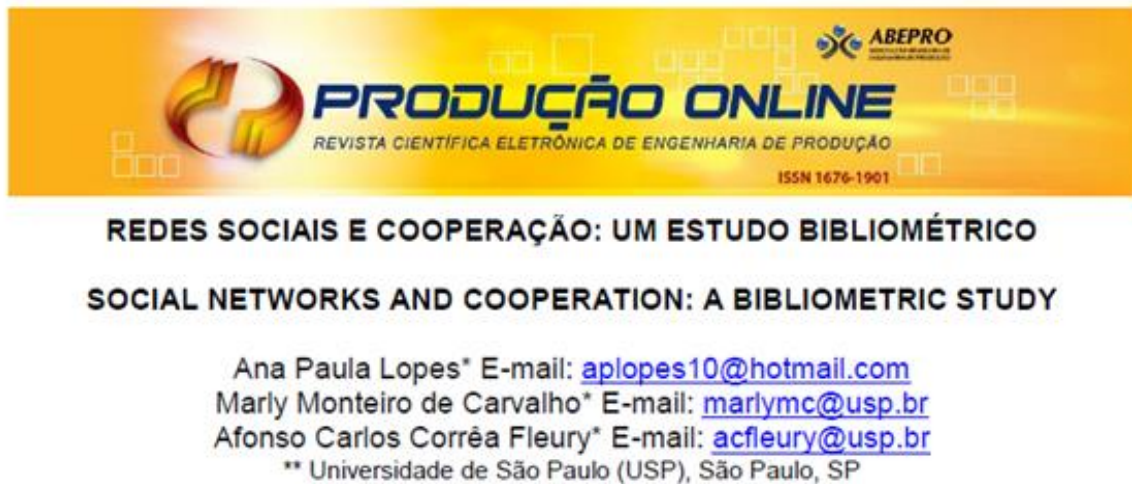 ABEPRO
PRODUÇÃO ONLINE
REVISTA CIENTÍFICA ELETRÔNICA DE ENGENHARIA DE PRODUÇÃO
ISSN 1676-1901
REDES SOCIAIS E COOPERAÇÃO: UM ESTUDO BIBLIOMÉTRICO
SOCIAL NETWORKS AND COOPERATION: A BIBLIOMETRIC STUDY
Ana Paula Lopes* E-mail: aplopes10@hotmail.com
Marly Monteiro de Carvalho* E-mail: marlymc@usp.br
Afonso Carlos Corrêa Fleury* E-mail: acfleury@usp.br
** Universidade de São Paulo (USP), São Paulo, SP